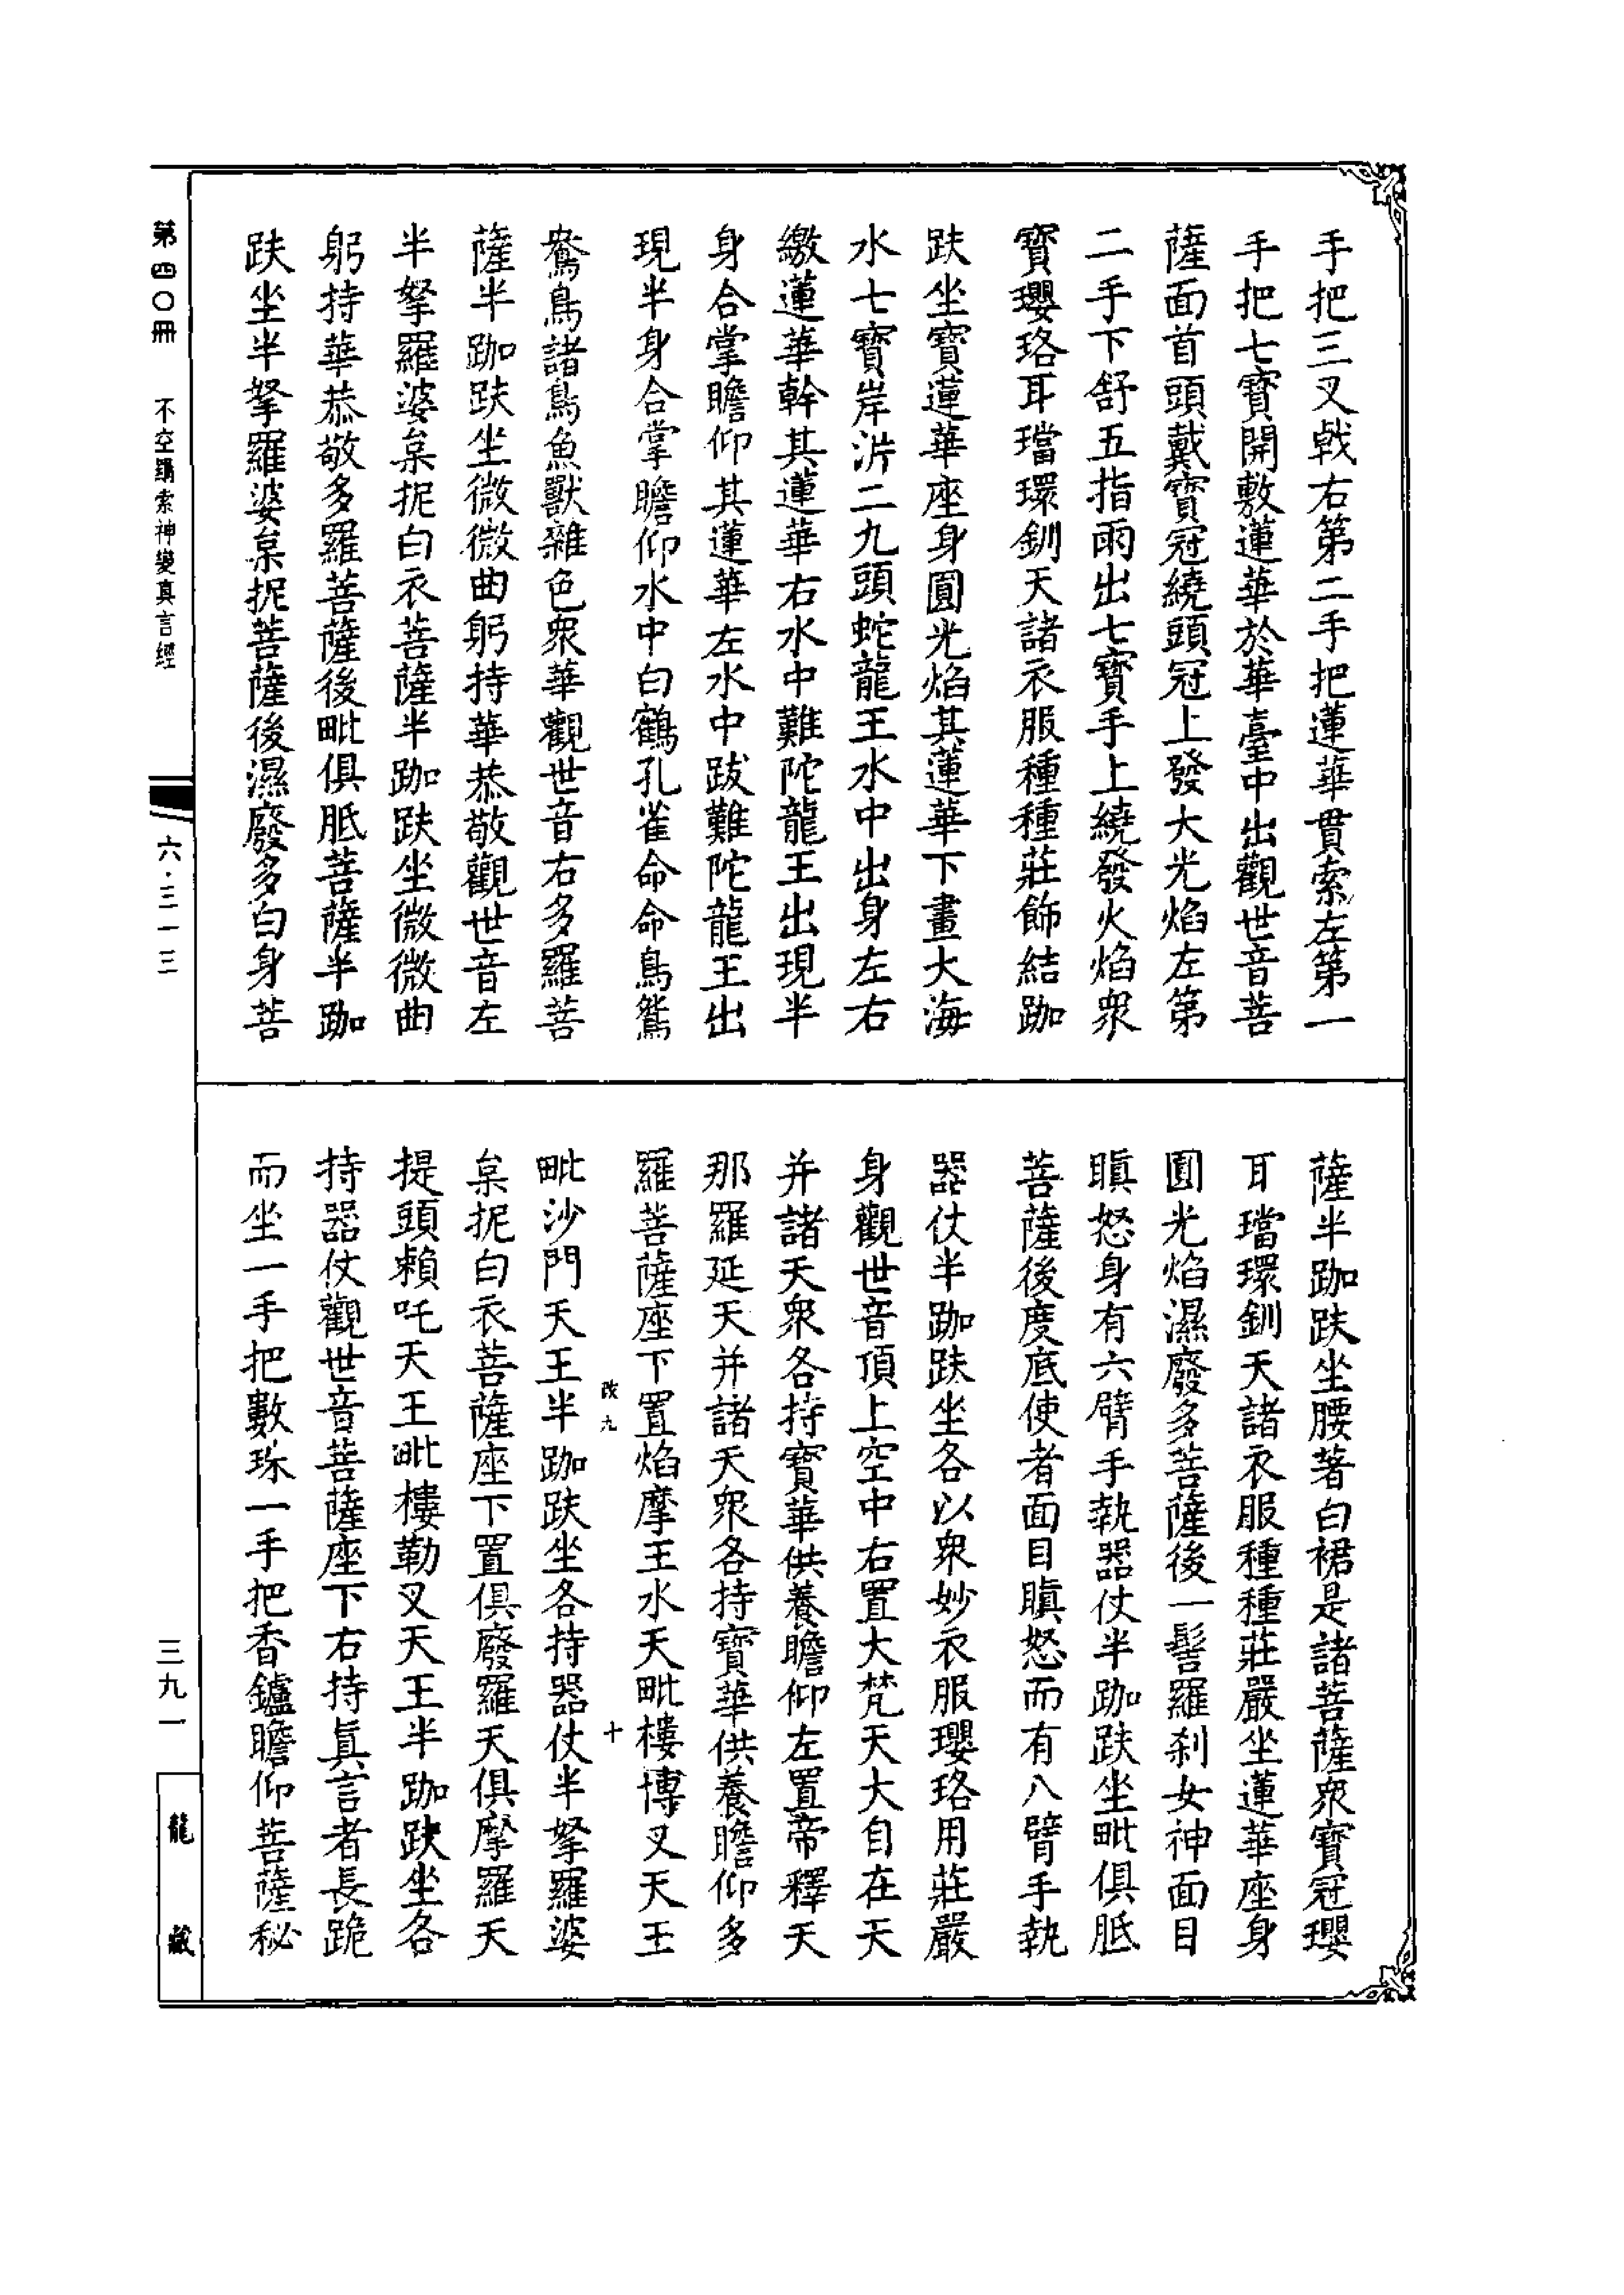 手把三叉戟右第二手把蓮華貫索左第一
手把七寶開敷蓮華於華臺中出觀世音菩
薩面首頭戴寶冠繞頭冠上發大光焰左第
二手下舒五指雨出七寶手上繞發火焰衆
寶瓔珞耳璫環釧天諸衣服種種莊飾結跏
趺坐寶蓮華座身圓光焰其蓮華下畫大海
水七寶岸泲二九頭蛇龍王水中出身左右
繳蓮華幹其蓮華右水中難陀龍王出現半
身合掌瞻仰其蓮華左水中跋難陀龍王出
現半身合掌瞻仰水中白鶴孔雀命命鳥鴛
鴦鳥諸鳥魚獸雜色衆華觀世音右多羅菩
薩半跏趺坐微微曲躬持華恭敬觀世音左
半拏羅婆枲抳白衣菩薩半跏趺坐微微曲
躬持華恭敬多羅菩薩後毗俱胝菩薩半跏
趺坐半拏羅婆枲抳菩薩後濕廢多白身菩
薩半跏趺坐腰著白裙是諸菩薩衆寶冠瓔
耳璫環釧天諸衣服種種莊嚴坐蓮華座身
圓光焰濕廢多菩薩後一髻羅刹女神面目
瞋怒身有六臂手執器仗半跏趺坐毗俱胝
菩薩後度底使者面目瞋怒而有八臂手執
器仗半跏趺坐各以衆妙衣服瓔珞用莊嚴
身觀世音頂上空中右置大梵天大自在天
并諸天衆各持寶華供養瞻仰左置帝釋天
那羅延天并諸天衆各持寶華供養瞻仰多
羅菩薩座下置焰摩王水天毗樓博叉天王
改九 十
毗沙門天王半跏趺坐各持器仗半拏羅婆
枲抳白衣菩薩座下置俱廢羅天俱摩羅天
提頭賴吒天王毗樓勒叉天王半跏趺坐各
持器仗觀世音菩薩座下右持真言者長跪
而坐一手把數珠一手把香鑪瞻仰菩薩秘
第四〇冊 不空羂索神變真言經
六·三一三
三九一
龍藏